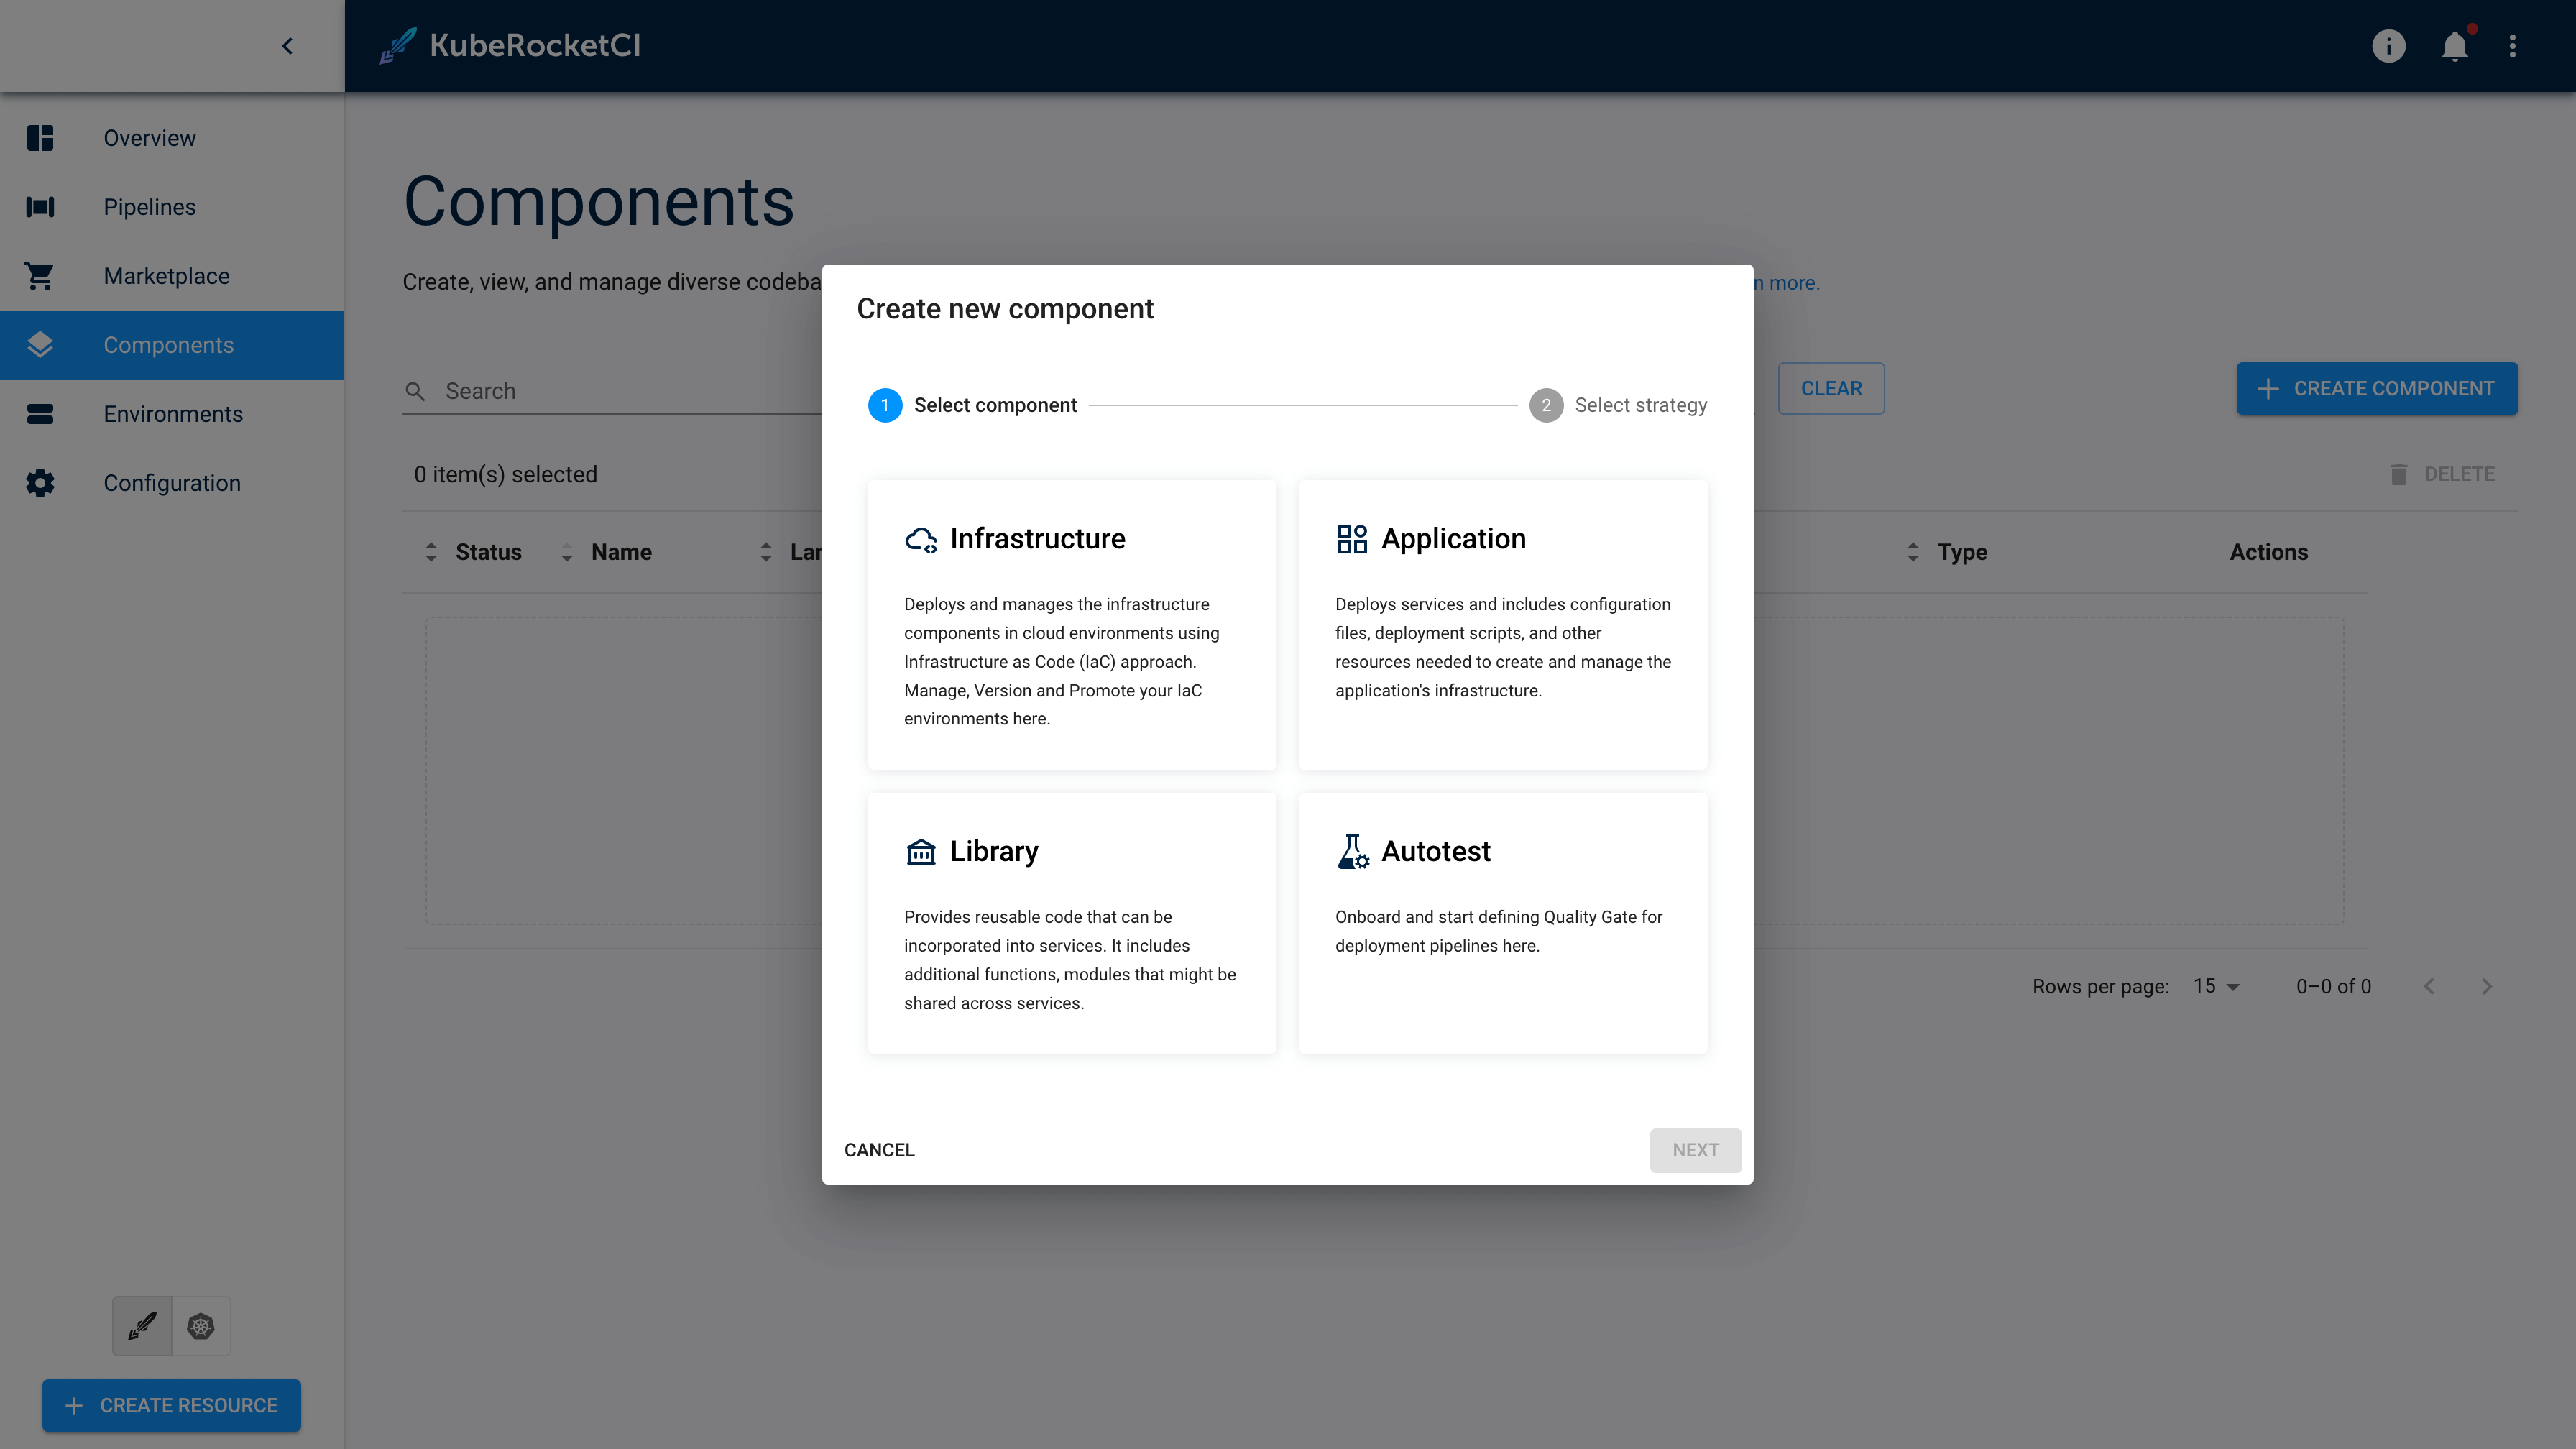 KubeRocketCI
Overview
Pipelines
Marketplace
Components
Environments
Configuration
CREATE RESOURCE
Components
Create, view, and manage diverse
more.
Search
CLEAR
CREATE COMPONENT
0 item(s) selected
DELETE
Status
Name
Type
Actions
Rows per page:
15
0–0 of 0
Create new component
1
Select component
2
Select strategy
Infrastructure
Deploys and manages the infrastructure
components in cloud environments using
Infrastructure as Code (IaC) approach.
Manage, Version and Promote your IaC
environments here.
Application
Deploys services and includes configuration
files, deployment scripts, and other
resources needed to create and manage the
application's infrastructure.
Library
Provides reusable code that can be
incorporated into services. It includes
additional functions, modules that might be
shared across services.
Autotest
Onboard and start defining Quality Gate for
deployment pipelines here.
CANCEL
NEXT